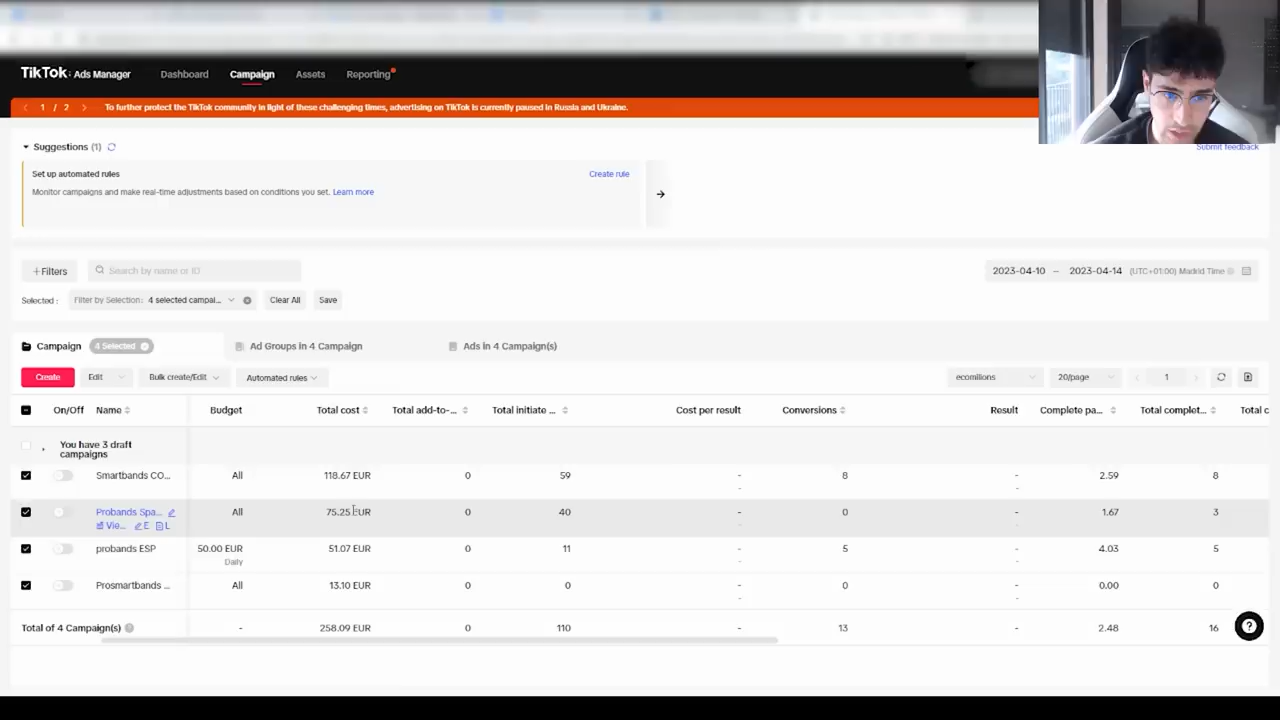 TikTok: Ads Manager Dashboard Campaign Assets Reporting
1 / 2 To further protect the TikTok community in light of these challenging times, advertising on TikTok is currently paused in Russia and Ukraine.
Submit feedback
Suggestions (1)
Set up automated rules Create rule
Monitor campaigns and make real-time adjustments based on conditions you set. Learn more
+Filters Search by name or ID 2023-04-10 – 2023-04-14 (UTC+01:00) Madrid Time
Selected : Filter by Selection: 4 selected campai... Clear All Save
Campaign 4 Selected Ad Groups in 4 Campaign Ads in 4 Campaign(s)
Create Edit Bulk create/Edit Automated rules ecomilions 20/page 1
On/Off Name Budget Total cost Total add-to-... Total initiate ... Cost per result Conversions Result Complete pa... Total complet... Total c
You have 3 draft
campaigns
Smartbands CO... All 118.67 EUR 0 59 - 8 - 2.59 8
- -
Probands Spa... All 75.25 EUR 0 40 - 0 - 1.67 3
Vie... E L - -
probands ESP 50.00 EUR 51.07 EUR 0 11 - 5 - 4.03 5
Daily - -
Prosmartbands ... All 13.10 EUR 0 0 - 0 - 0.00 0
- -
Total of 4 Campaign(s) ? - 258.09 EUR 0 110 - 13 - 2.48 16
?